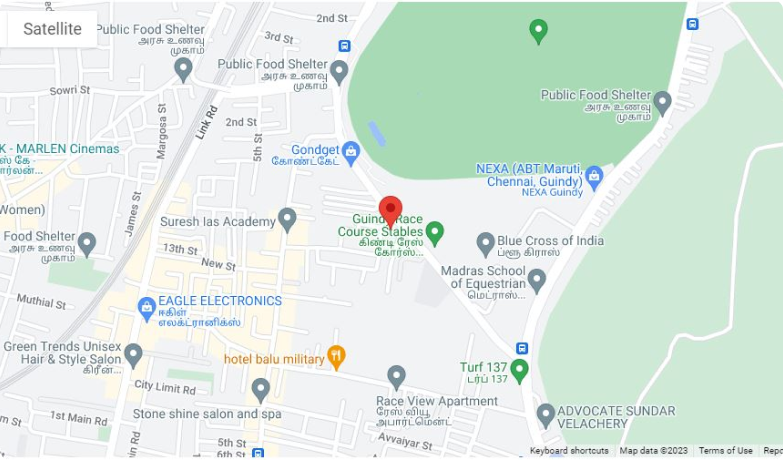 Satellite
Public Food Shelter
அரசு உணவு
முகாம்
2nd St
3rd St
Public Food Shelter
அரசு உணவு
முகாம்
Sowri St
Margosa St
Link Rd
2nd St
5th St
Public Food Shelter
அரசு உணவு
முகாம்
K - MARLEN Cinemas
Gondget
கோண்ட்கேட்
NEXA (ABT Maruti,
Chennai, Guindy)
NEXA Guindy
Women)
James St
Suresh Ias Academy
Course Stables
கிண்டி ரேஸ்
கோர்ஸ்...
Food Shelter
அரசு உணவு
முகாம்
13th St
New St
Blue Cross of India
ப்ளூ கிராஸ்
Madras School
of Equestrian
மெட்ராஸ்...
Muthial St
EAGLE ELECTRONICS
ஈகிள்
எலக்ட்ரானிக்ஸ்
Green Trends Unisex
Hair & Style Salon
கிரீன்...
hotel balu military
Turf 137
டர்ப் 137
City Limit Rd
Race View Apartment
ரேஸ் வியூ
அபார்ட்மெண்ட்
1st Main Rd
Stone shine salon and spa
ADVOCATE SUNDAR
VELACHERY
Avvaiyar St
5th St
6th St
Keyboard shortcuts
Map data ©2023
Terms of Use
Rep